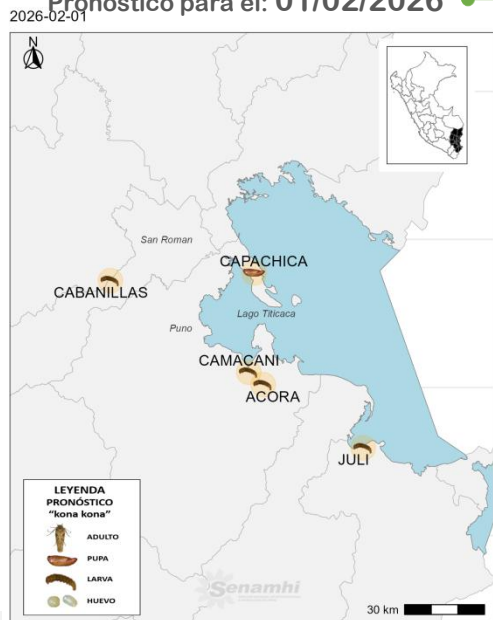 Pronóstico para el: 01/02/2026
2026-02-01
N
San Roman
CAPACHICA
CABANILLAS
Lago Titicaca
Puno
CAMACANI
ACORA
JULI
LEYENDA
PRONÓSTICO
“kona kona”
ADULTO
PUPA
LARVA
HUEVO
Senamhi
30 km